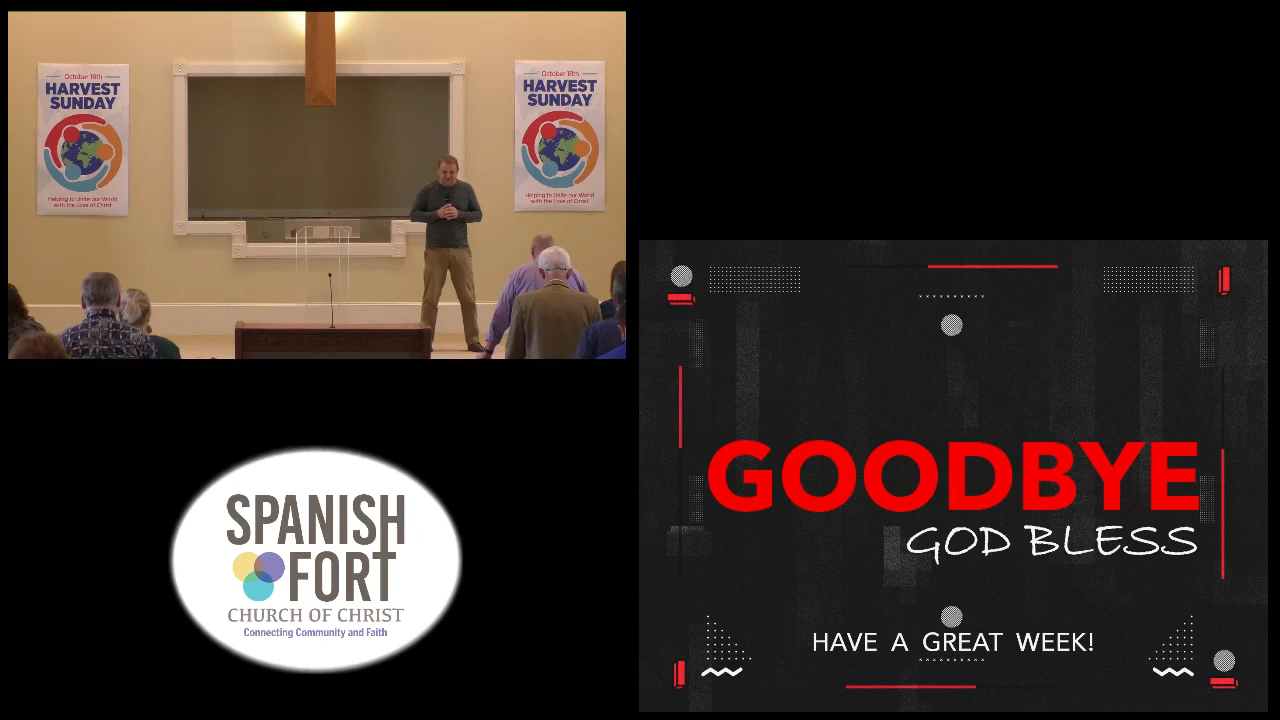 October 18th
HARVEST
SUNDAY
Helping to Unite our World
with the Love of Christ
October 18th
HARVEST
SUNDAY
Helping to Unite our World
with the Love of Christ
SPANISH
FORT
CHURCH OF CHRIST
Connecting Community and Faith
GOODBYE
GOD BLESS
HAVE A GREAT WEEK!